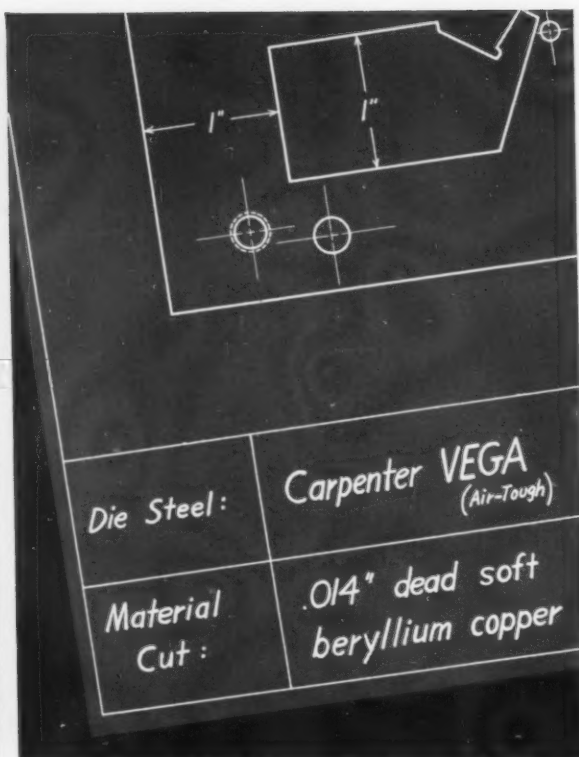 1"
1"
Die Steel:
Carpenter VEGA
(Air-Tough)
Material
Cut:
.014" dead soft
beryllium copper